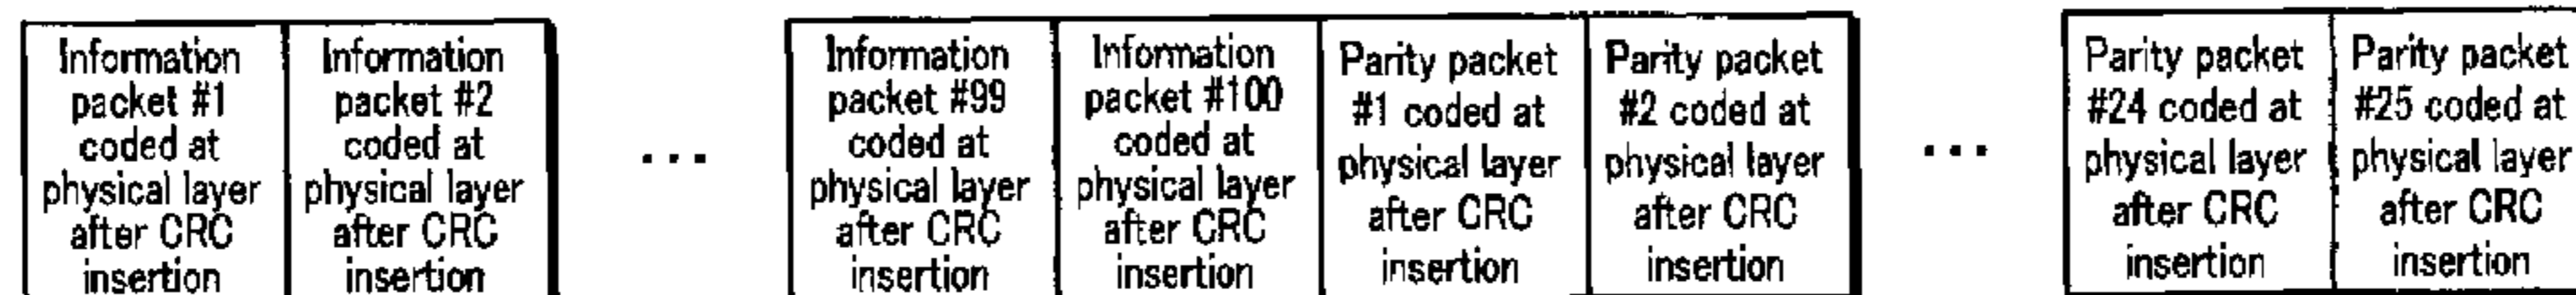 Information
packet #1
coded at
physical layer
after CRC
insertion
Information
packet #2
coded at
physical layer
after CRC
insertion
...
Information
packet #99
coded at
physical layer
after CRC
insertion
Information
packet #100
coded at
physical layer
after CRC
insertion
Parity packet
#1 coded at
physical layer
after CRC
insertion
Parity packet
#2 coded at
physical layer
after CRC
insertion
...
Parity packet
#24 coded at
physical layer
after CRC
insertion
Parity packet
#25 coded at
physical layer
after CRC
insertion